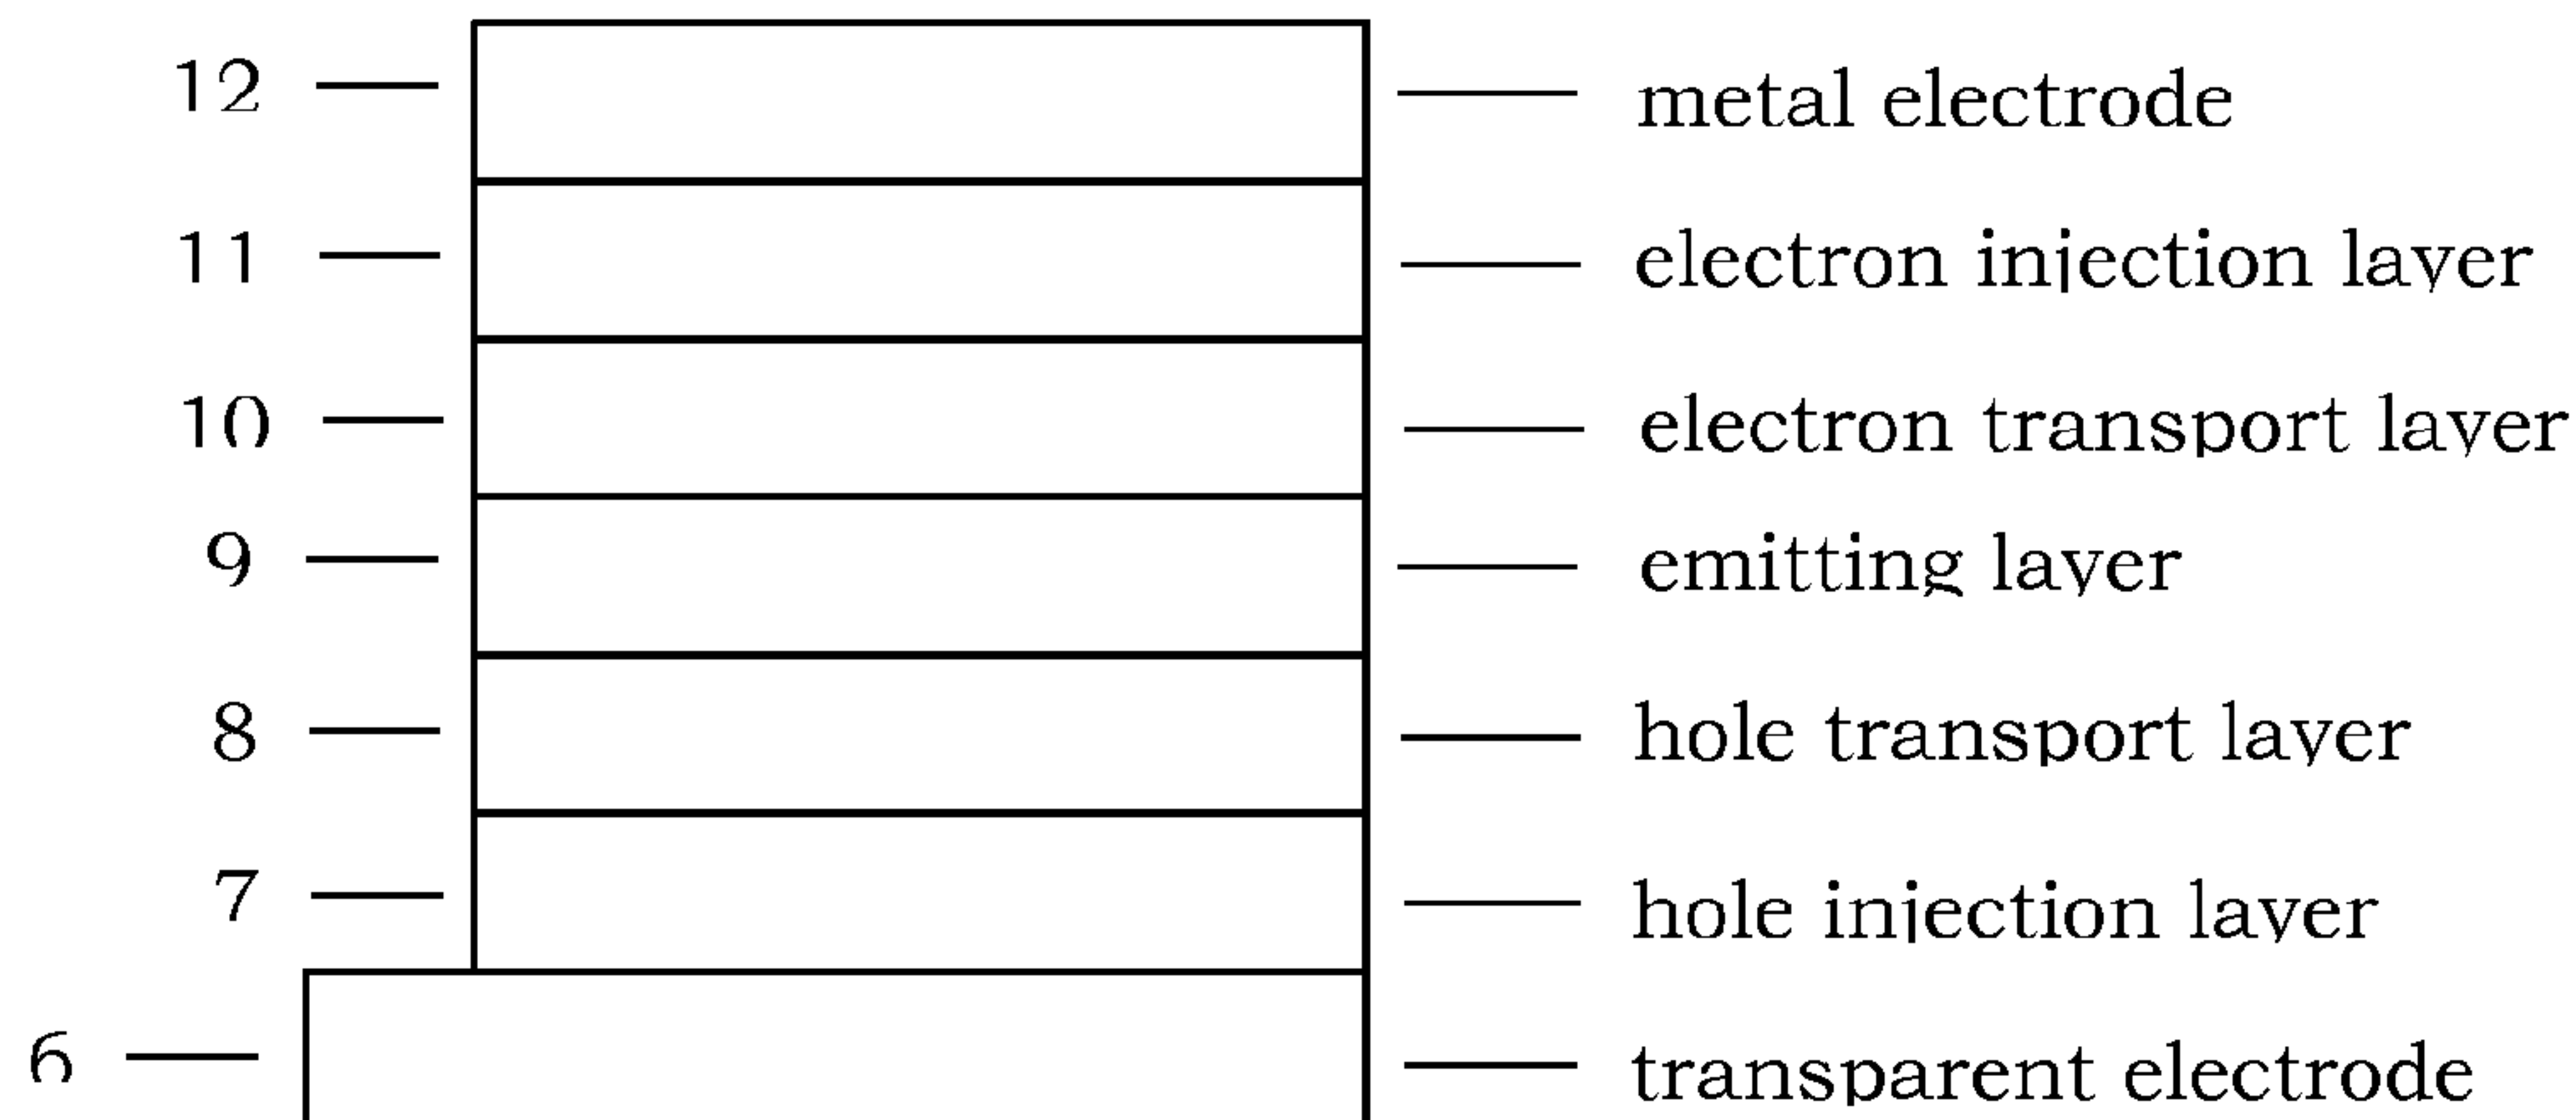 12 metal electrode
11 electron injection layer
10 electron transport layer
9 emitting layer
8 hole transport layer
7 hole injection layer
6 transparent electrode